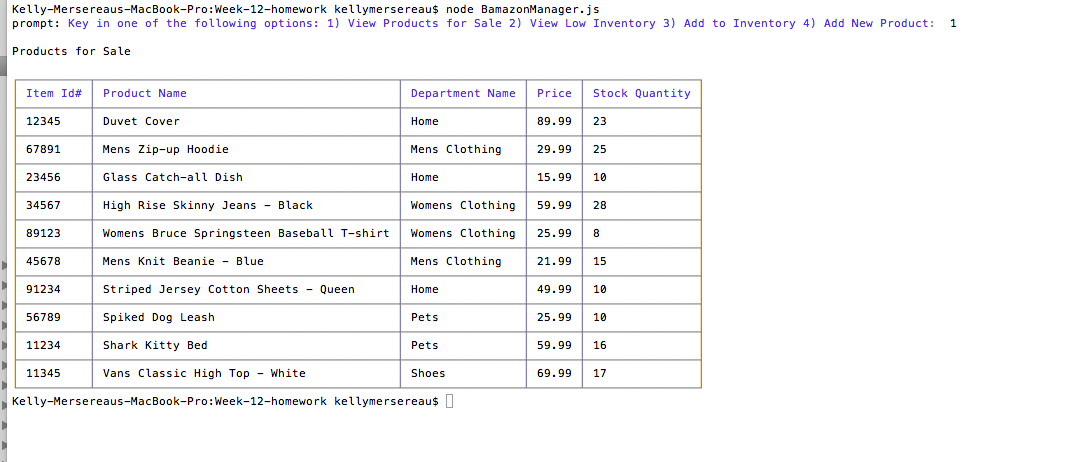 Kelly-Mersereaus-MacBook-Pro:Week-12-homework kellymersereau$ node BamazonManager.js
prompt: Key in one of the following options: 1) View Products for Sale 2) View Low Inventory 3) Add to Inventory 4) Add New Product:  1
Products for Sale
Item Id# Product Name Department Name Price Stock Quantity
12345 Duvet Cover Home 89.99 23
67891 Mens Zip-up Hoodie Mens Clothing 29.99 25
23456 Glass Catch-all Dish Home 15.99 10
34567 High Rise Skinny Jeans - Black Womens Clothing 59.99 28
89123 Womens Bruce Springsteen Baseball T-shirt Womens Clothing 25.99 8
45678 Mens Knit Beanie - Blue Mens Clothing 21.99 15
91234 Striped Jersey Cotton Sheets - Queen Home 49.99 10
56789 Spiked Dog Leash Pets 25.99 10
11234 Shark Kitty Bed Pets 59.99 16
11345 Vans Classic High Top - White Shoes 69.99 17
Kelly-Mersereaus-MacBook-Pro:Week-12-homework kellymersereau$